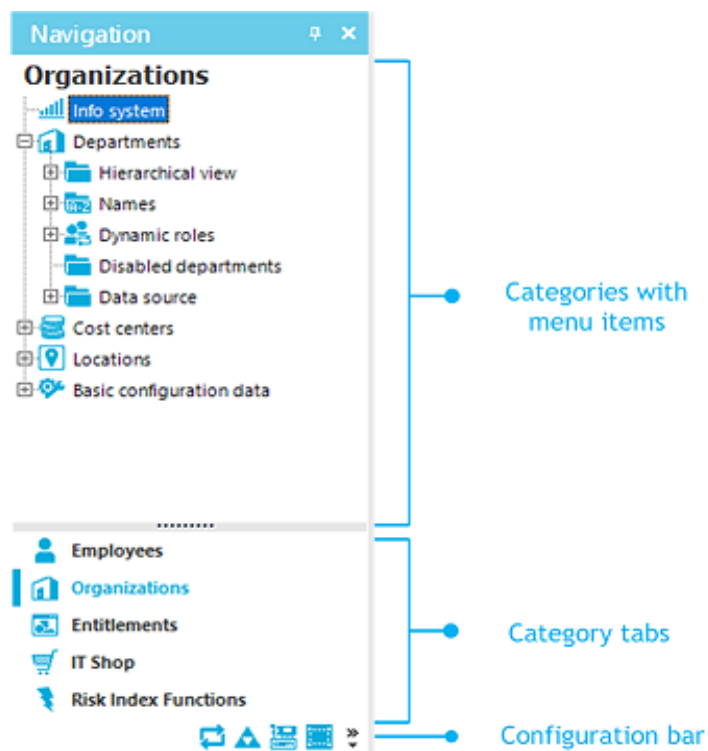 Navigation
Organizations
Info system
Departments
Hierarchical view
Names
Dynamic roles
Disabled departments
Data source
Cost centers
Locations
Basic configuration data
Categories with
menu items
Employees
Organizations
Entitlements
IT Shop
Risk Index Functions
Category tabs
Configuration bar